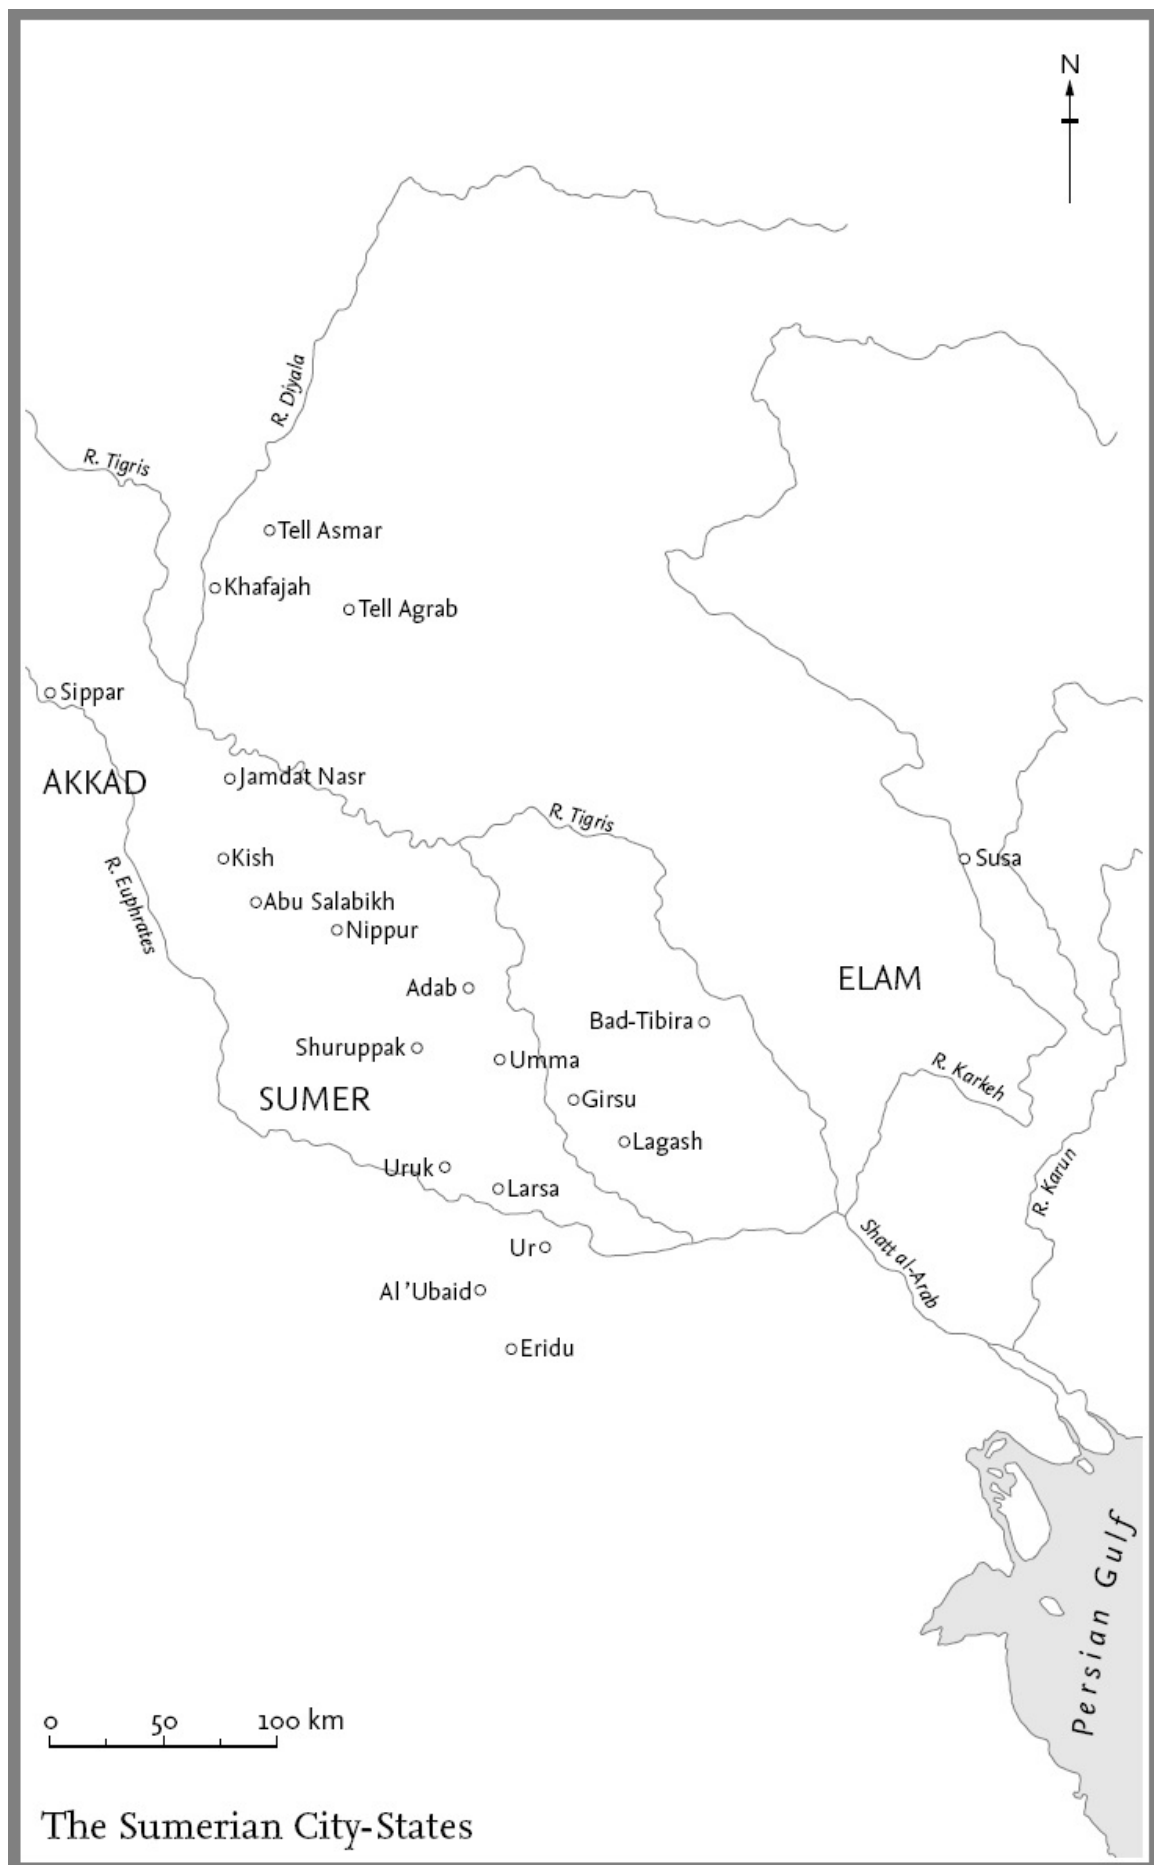 N
R. Diyala
R. Tigris
Tell Asmar
Khafajah
Tell Agrab
Sippar
AKKAD
Jamdat Nasr
R. Tigris
Kish
Susa
R. Euphrates
Abu Salabikh
Nippur
ELAM
Adab
Bad-Tibira
Shuruppak
Umma
R. Karkeh
SUMER
Girsu
Lagash
Uruk
R. Karun
Larsa
Ur
Shatt al-Arab
Al 'Ubaid
Eridu
Persian Gulf
0 50 100 km
The Sumerian City-States